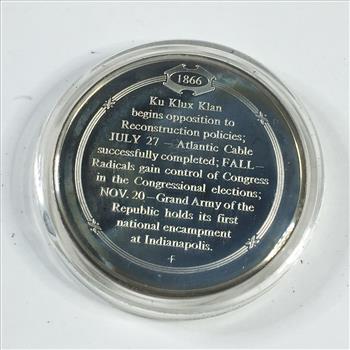 1866
Ku Klux Klan
begins opposition to
Reconstruction policies;
JULY 27 – Atlantic Cable
successfully completed; FALL–
Radicals gain control of Congress
in the Congressional elections;
NOV. 20–Grand Army of the
Republic holds its first
national encampment
at Indianapolis.